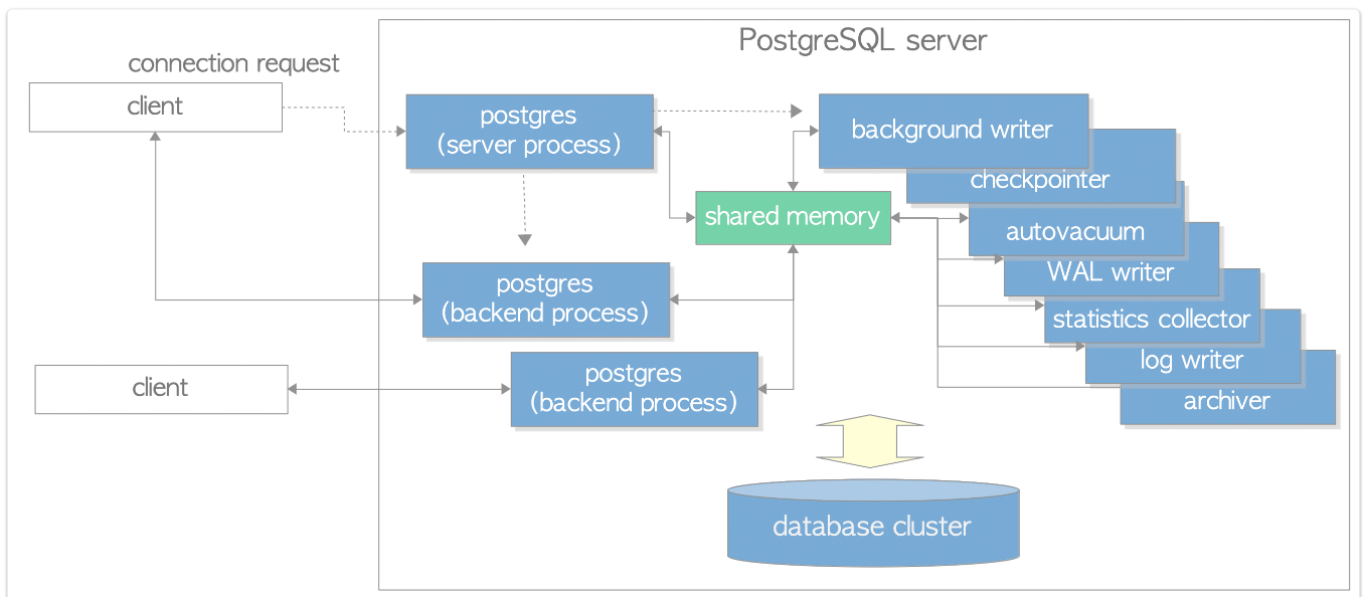 PostgreSQL server
connection request
client
postgres
(server process)
background writer
checkpointer
shared memory
autovacuum
WAL writer
postgres
(backend process)
statistics collector
log writer
client
postgres
(backend process)
archiver
database cluster